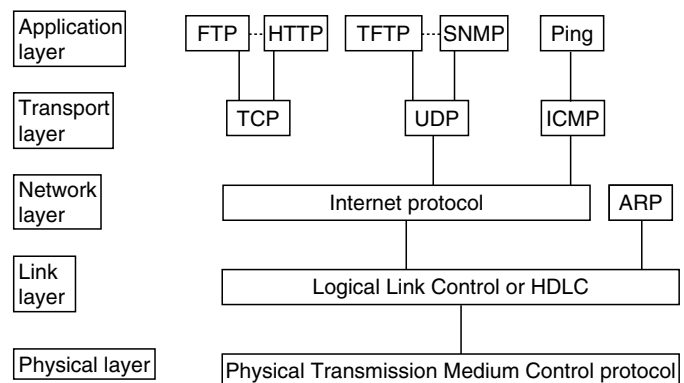 Application
layer
FTP HTTP TFTP SNMP Ping
Transport
layer
TCP UDP ICMP
Network
layer
Internet protocol ARP
Link
layer
Logical Link Control or HDLC
Physical layer
Physical Transmission Medium Control protocol